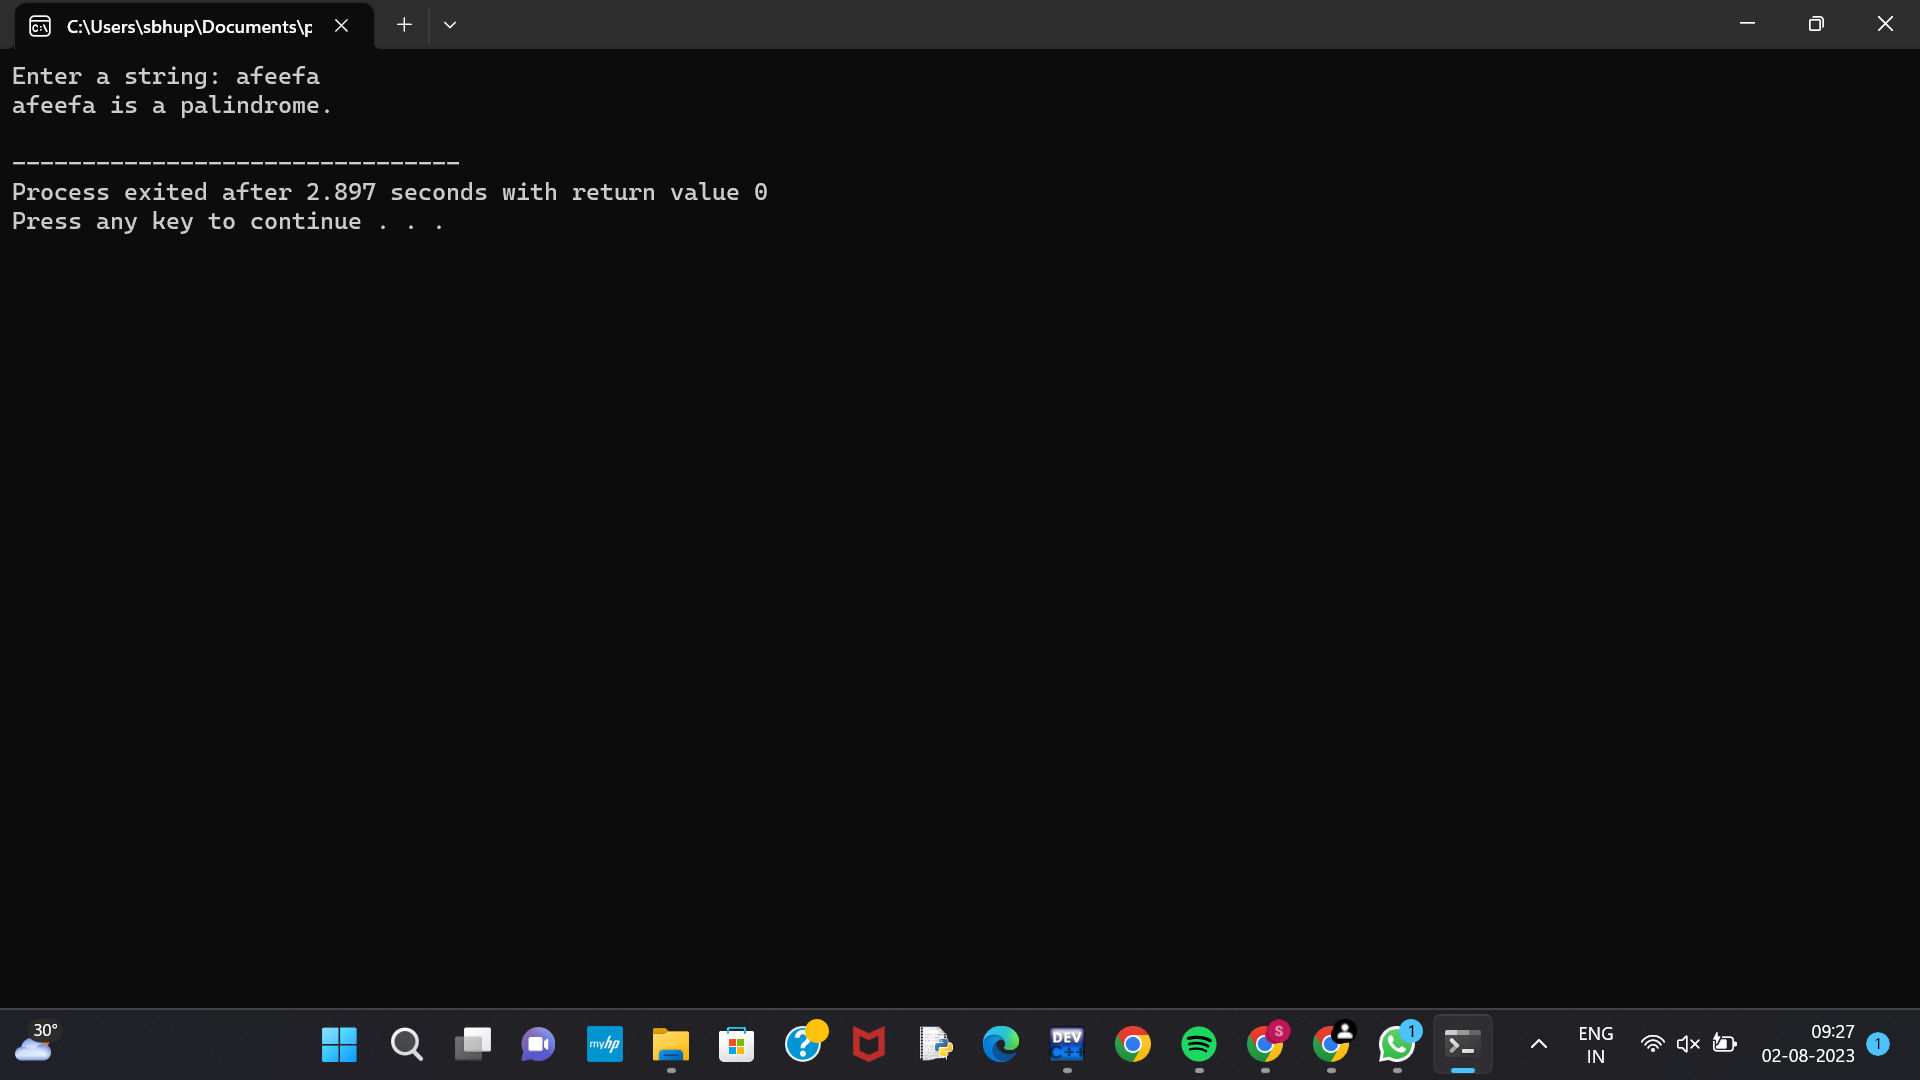 C:\Users\sbhup\Documents\p
Enter a string: afeefa
afeefa is a palindrome.
--------------------------------
Process exited after 2.897 seconds with return value 0
Press any key to continue . . .
30°
myhp
DEV
C++
S
1
ENG
IN
09:27
02-08-2023
1